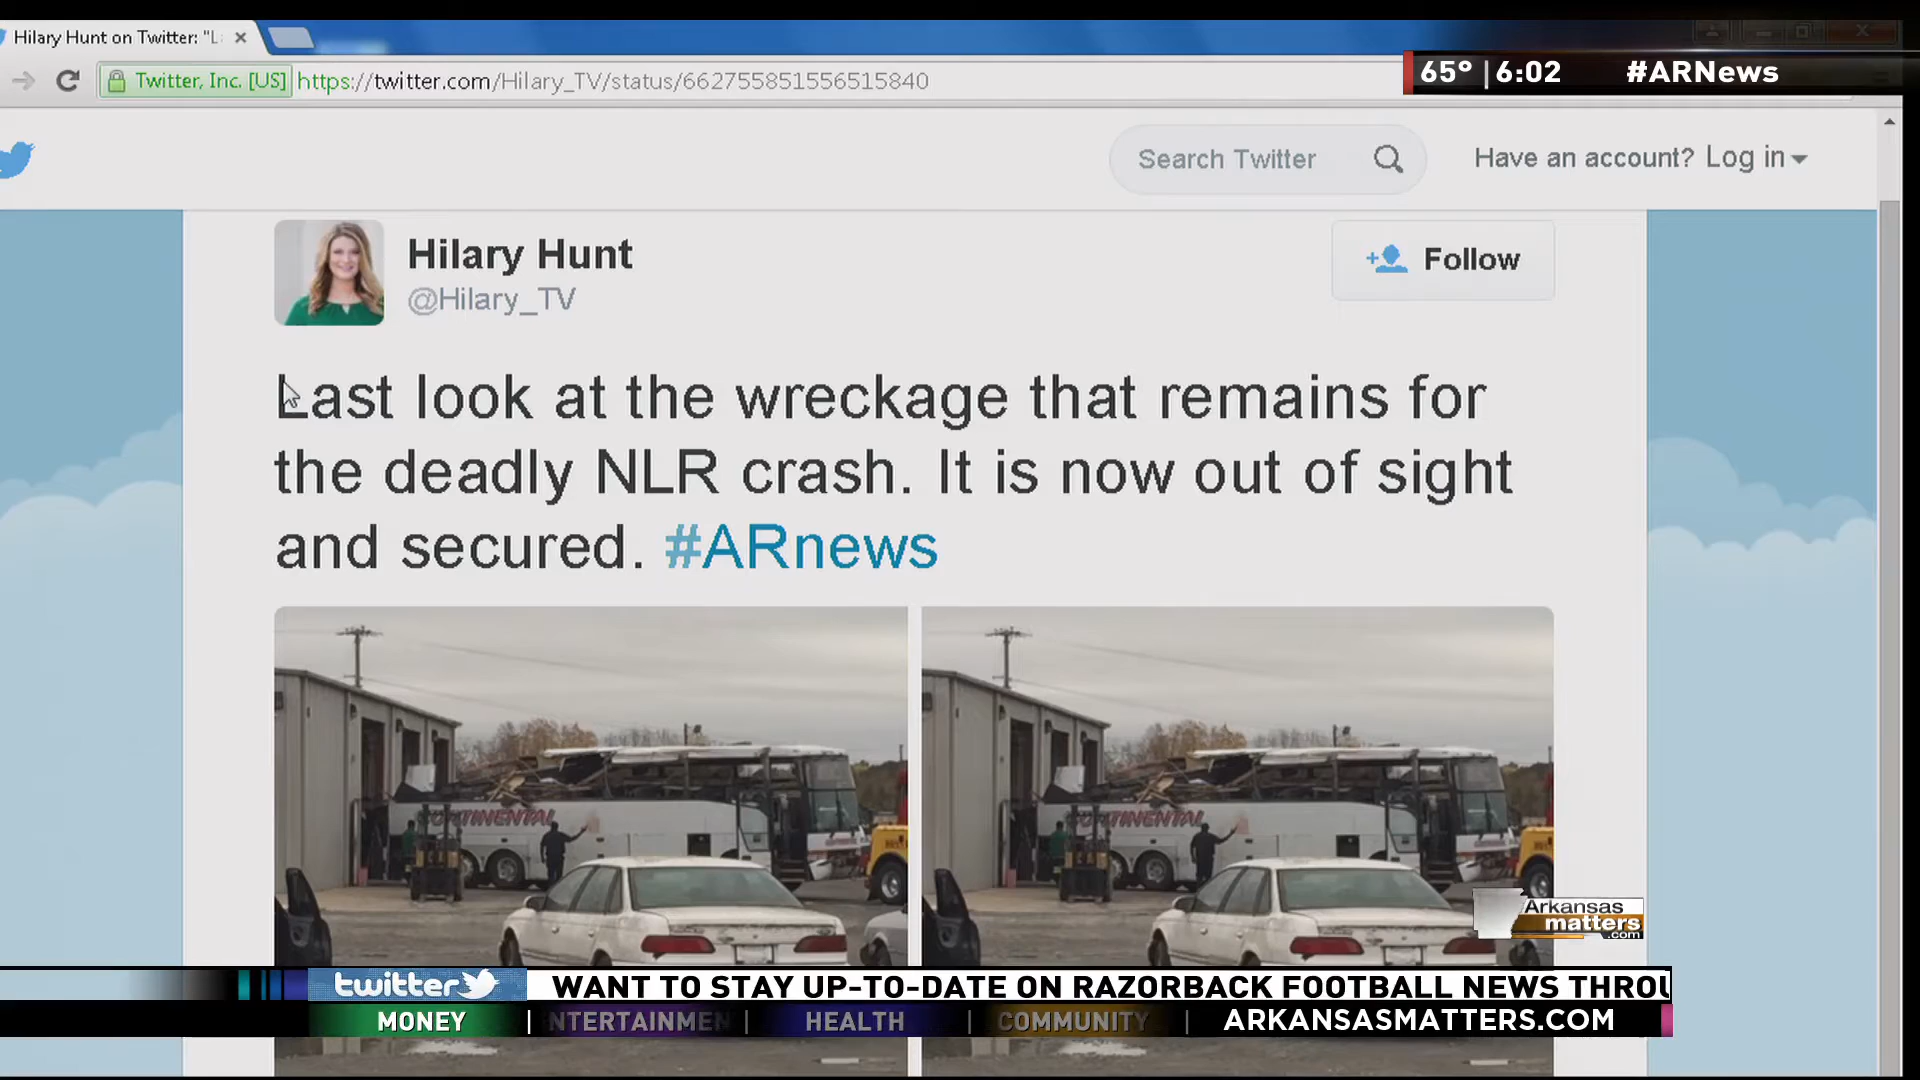 Hilary Hunt on Twitter: "L
65° | 6:02 #ARNews
Twitter, Inc. [US] https://twitter.com/Hilary_TV/status/662755851556515840
Search Twitter
Have an account? Log in
Hilary Hunt
@Hilary_TV
Follow
Last look at the wreckage that remains for
the deadly NLR crash. It is now out of sight
and secured. #ARnews
CONTINENTAL
CONTINENTAL
Arkansas
matters
.com
twitter WANT TO STAY UP-TO-DATE ON RAZORBACK FOOTBALL NEWS THROU
MONEY | NTERTAINMEN | HEALTH | COMMUNITY | ARKANSASMATTERS.COM